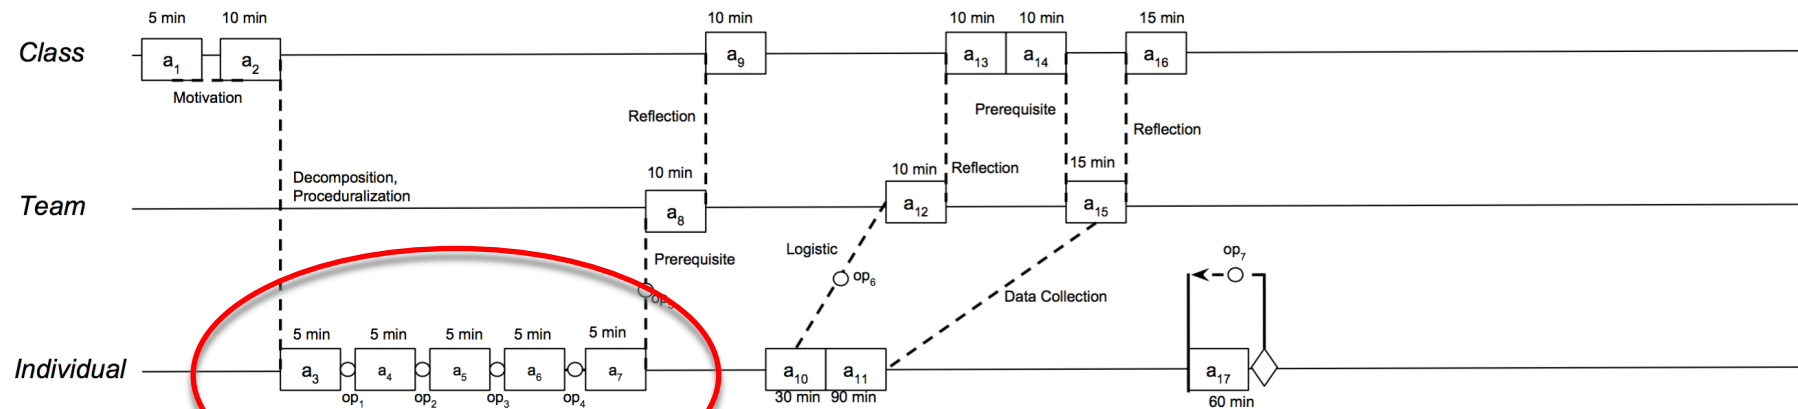 5 min 10 min 10 min 10 min 10 min 15 min
Class a1 a2 a9 a13 a14 a16
Motivation
Reflection Prerequisite Reflection
Decomposition,
Proceduralization
10 min 10 min Reflection 15 min
Team a8 a12 a15
Prerequisite Logistic op6 Data Collection op7
5 min 5 min 5 min 5 min 5 min
Individual a3 a4 a5 a6 a7 a10 a11 a17
op1 op2 op3 op4 30 min 90 min 60 min